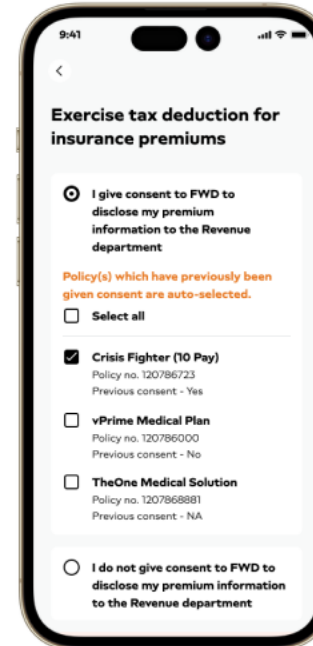 9:41
Exercise tax deduction for
insurance premiums
I give consent to FWD to
disclose my premium
information to the Revenue
department
Policy(s) which have previously been
given consent are auto-selected.
Select all
Crisis Fighter (10 Pay)
Policy no. 120786723
Previous consent - Yes
vPrime Medical Plan
Policy no. 120786000
Previous consent - No
TheOne Medical Solution
Policy no. 1207868881
Previous consent - NA
I do not give consent to FWD to
disclose my premium information
to the Revenue department